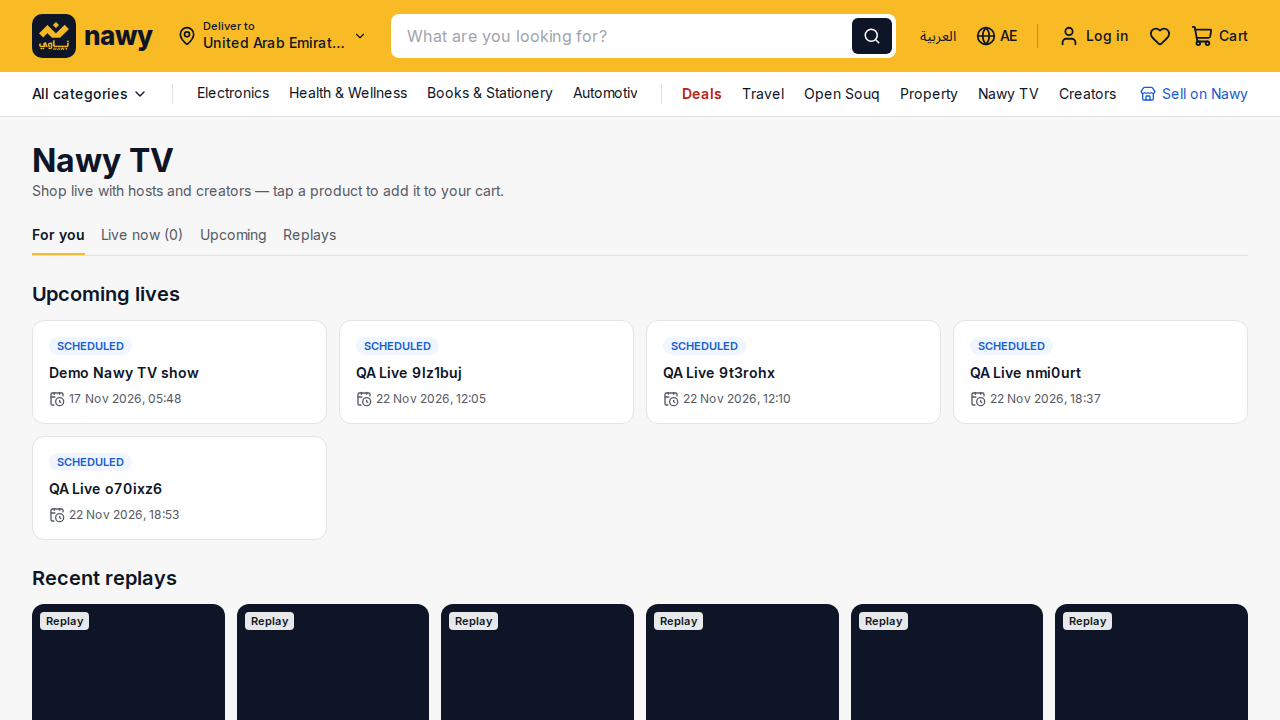 ناوي
NAWY
nawy
Deliver to
United Arab Emirat...
What are you looking for?
العربية
AE
Log in
Cart
All categories
Electronics
Health & Wellness
Books & Stationery
Automotiv
Deals
Travel
Open Souq
Property
Nawy TV
Creators
Sell on Nawy
Nawy TV
Shop live with hosts and creators — tap a product to add it to your cart.
For you
Live now (0)
Upcoming
Replays
Upcoming lives
SCHEDULED
Demo Nawy TV show
17 Nov 2026, 05:48
SCHEDULED
QA Live 9lz1buj
22 Nov 2026, 12:05
SCHEDULED
QA Live 9t3rohx
22 Nov 2026, 12:10
SCHEDULED
QA Live nmi0urt
22 Nov 2026, 18:37
SCHEDULED
QA Live o70ixz6
22 Nov 2026, 18:53
Recent replays
Replay
Replay
Replay
Replay
Replay
Replay